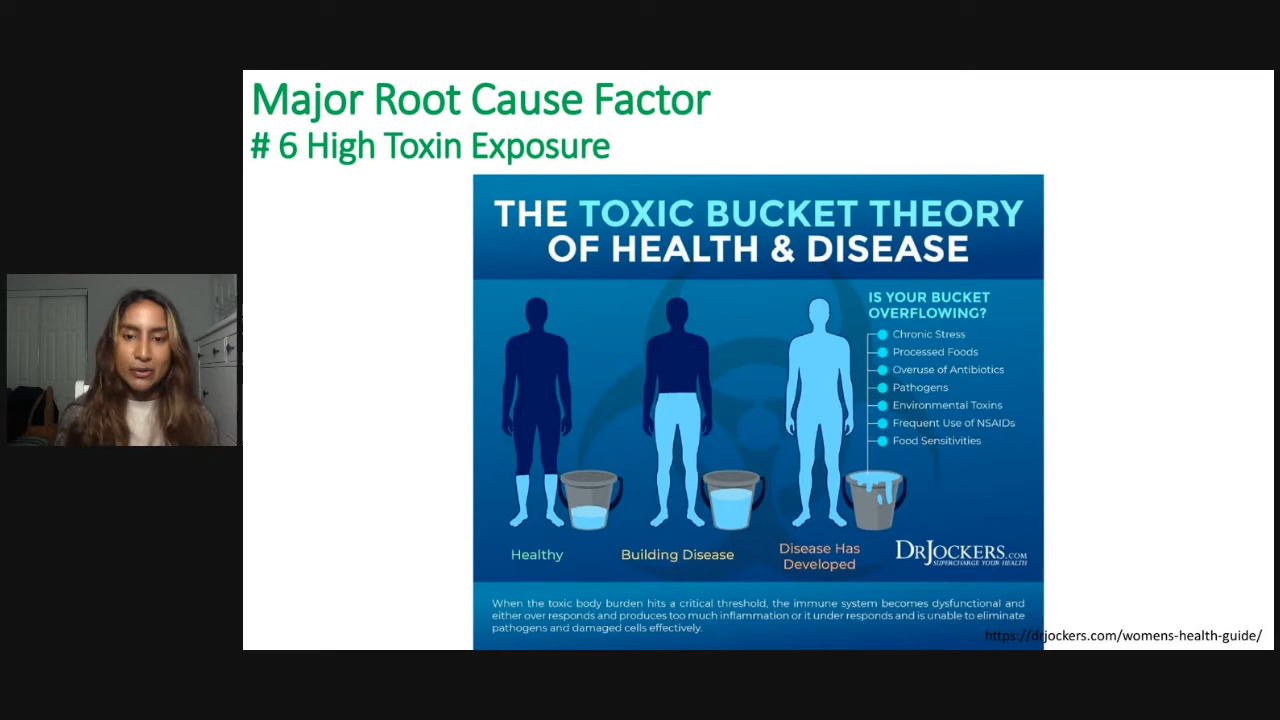 Major Root Cause Factor
# 6 High Toxin Exposure
THE TOXIC BUCKET THEORY
OF HEALTH & DISEASE
IS YOUR BUCKET
OVERFLOWING?
Chronic Stress
Processed Foods
Overuse of Antibiotics
Pathogens
Environmental Toxins
Frequent Use of NSAIDs
Food Sensitivities
Healthy
Building Disease
Disease Has
Developed
DRJOCKERS.COM
SUPERCHARGE YOUR HEALTH
When the toxic body burden hits a critical threshold, the immune system becomes dysfunctional and
either over responds and produces too much inflammation or it under responds and is unable to eliminate
pathogens and damaged cells effectively.
https://drjockers.com/womens-health-guide/